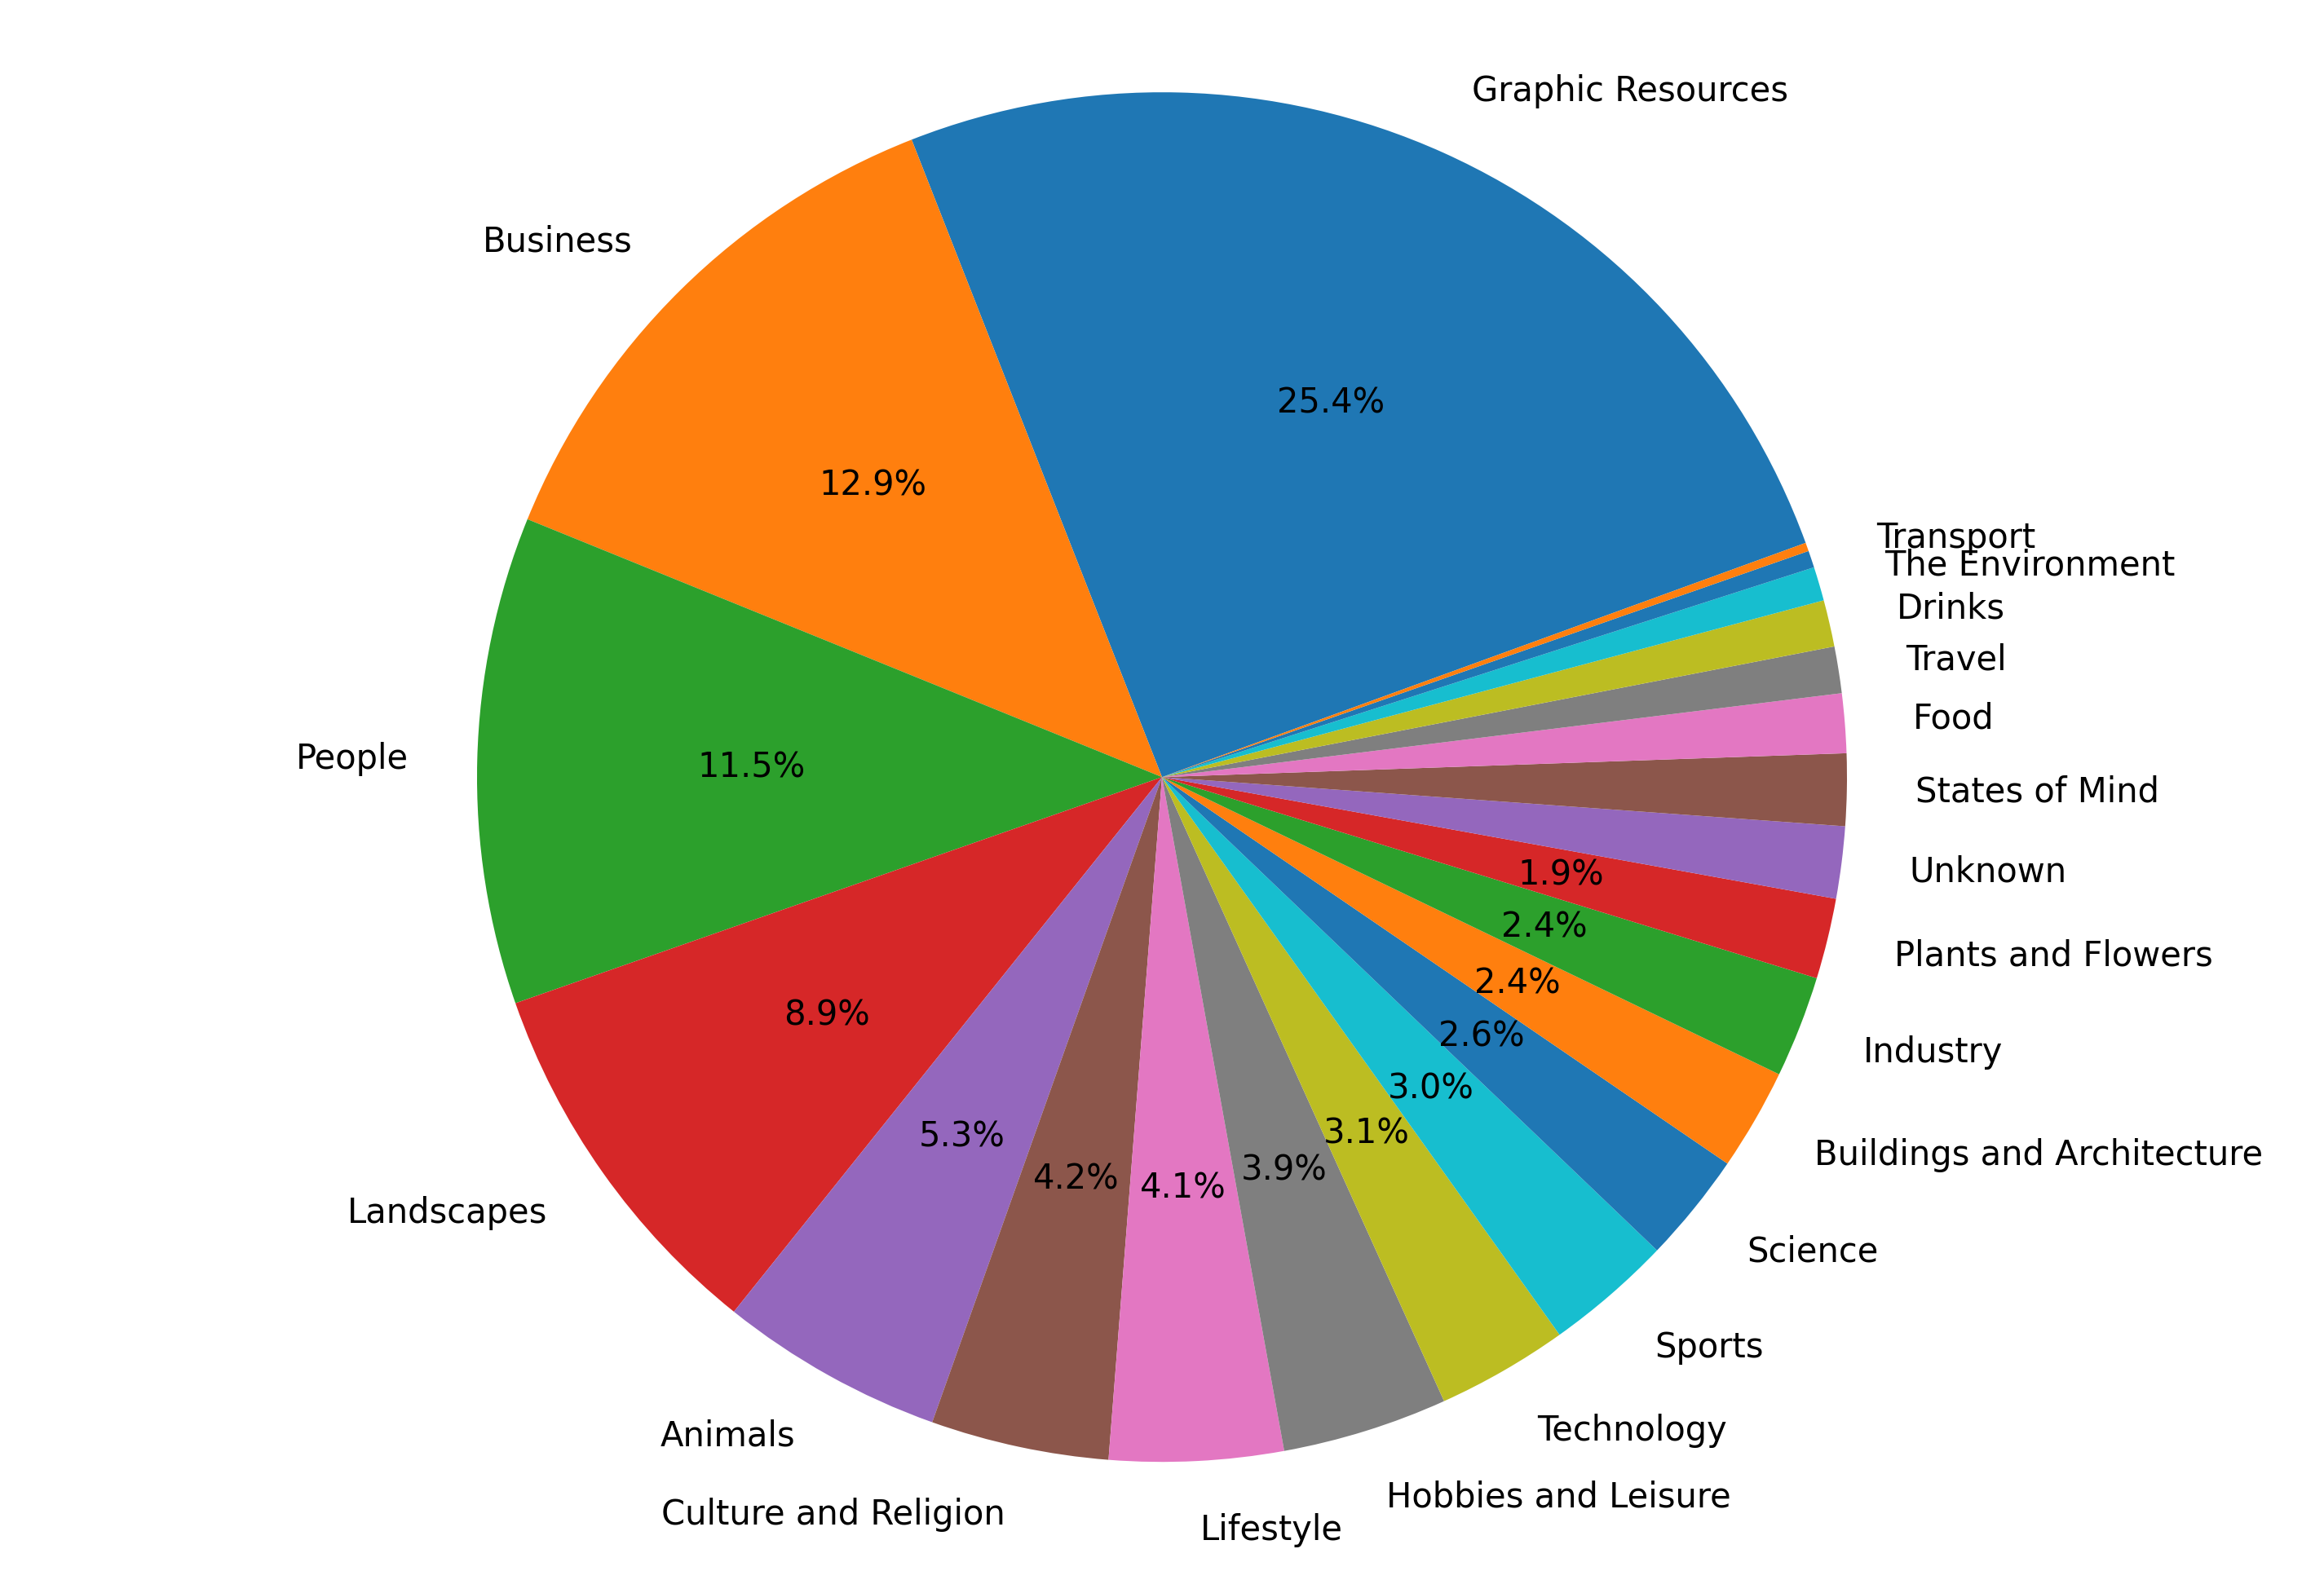 Graphic Resources
25.4%
Business
12.9%
People
11.5%
Landscapes
8.9%
Animals
5.3%
Culture and Religion
4.2%
Lifestyle
4.1%
Hobbies and Leisure
3.9%
Technology
3.1%
Sports
3.0%
Science
2.6%
Buildings and Architecture
2.4%
Industry
2.4%
Plants and Flowers
1.9%
Unknown
States of Mind
Food
Travel
Drinks
The Environment
Transport